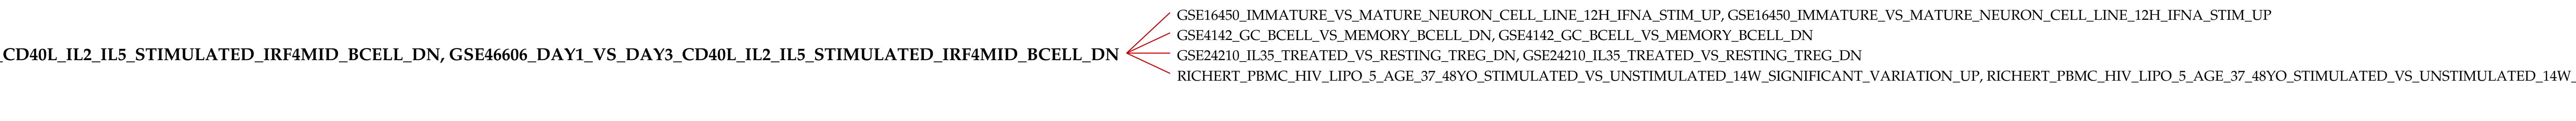 GSE16450_IMMATURE_VS_MATURE_NEURON_CELL_LINE_12H_IFNA_STIM_UP, GSE16450_IMMATURE_VS_MATURE_NEURON_CELL_LINE_12H_IFNA_STIM_UP
GSE4142_GC_BCELL_VS_MEMORY_BCELL_DN, GSE4142_GC_BCELL_VS_MEMORY_BCELL_DN
_CD40L_IL2_IL5_STIMULATED_IRF4MID_BCELL_DN, GSE46606_DAY1_VS_DAY3_CD40L_IL2_IL5_STIMULATED_IRF4MID_BCELL_DN
GSE24210_IL35_TREATED_VS_RESTING_TREG_DN, GSE24210_IL35_TREATED_VS_RESTING_TREG_DN
RICHERT_PBMC_HIV_LIPO_5_AGE_37_48YO_STIMULATED_VS_UNSTIMULATED_14W_SIGNIFICANT_VARIATION_UP, RICHERT_PBMC_HIV_LIPO_5_AGE_37_48YO_STIMULATED_VS_UNSTIMULATED_14W_